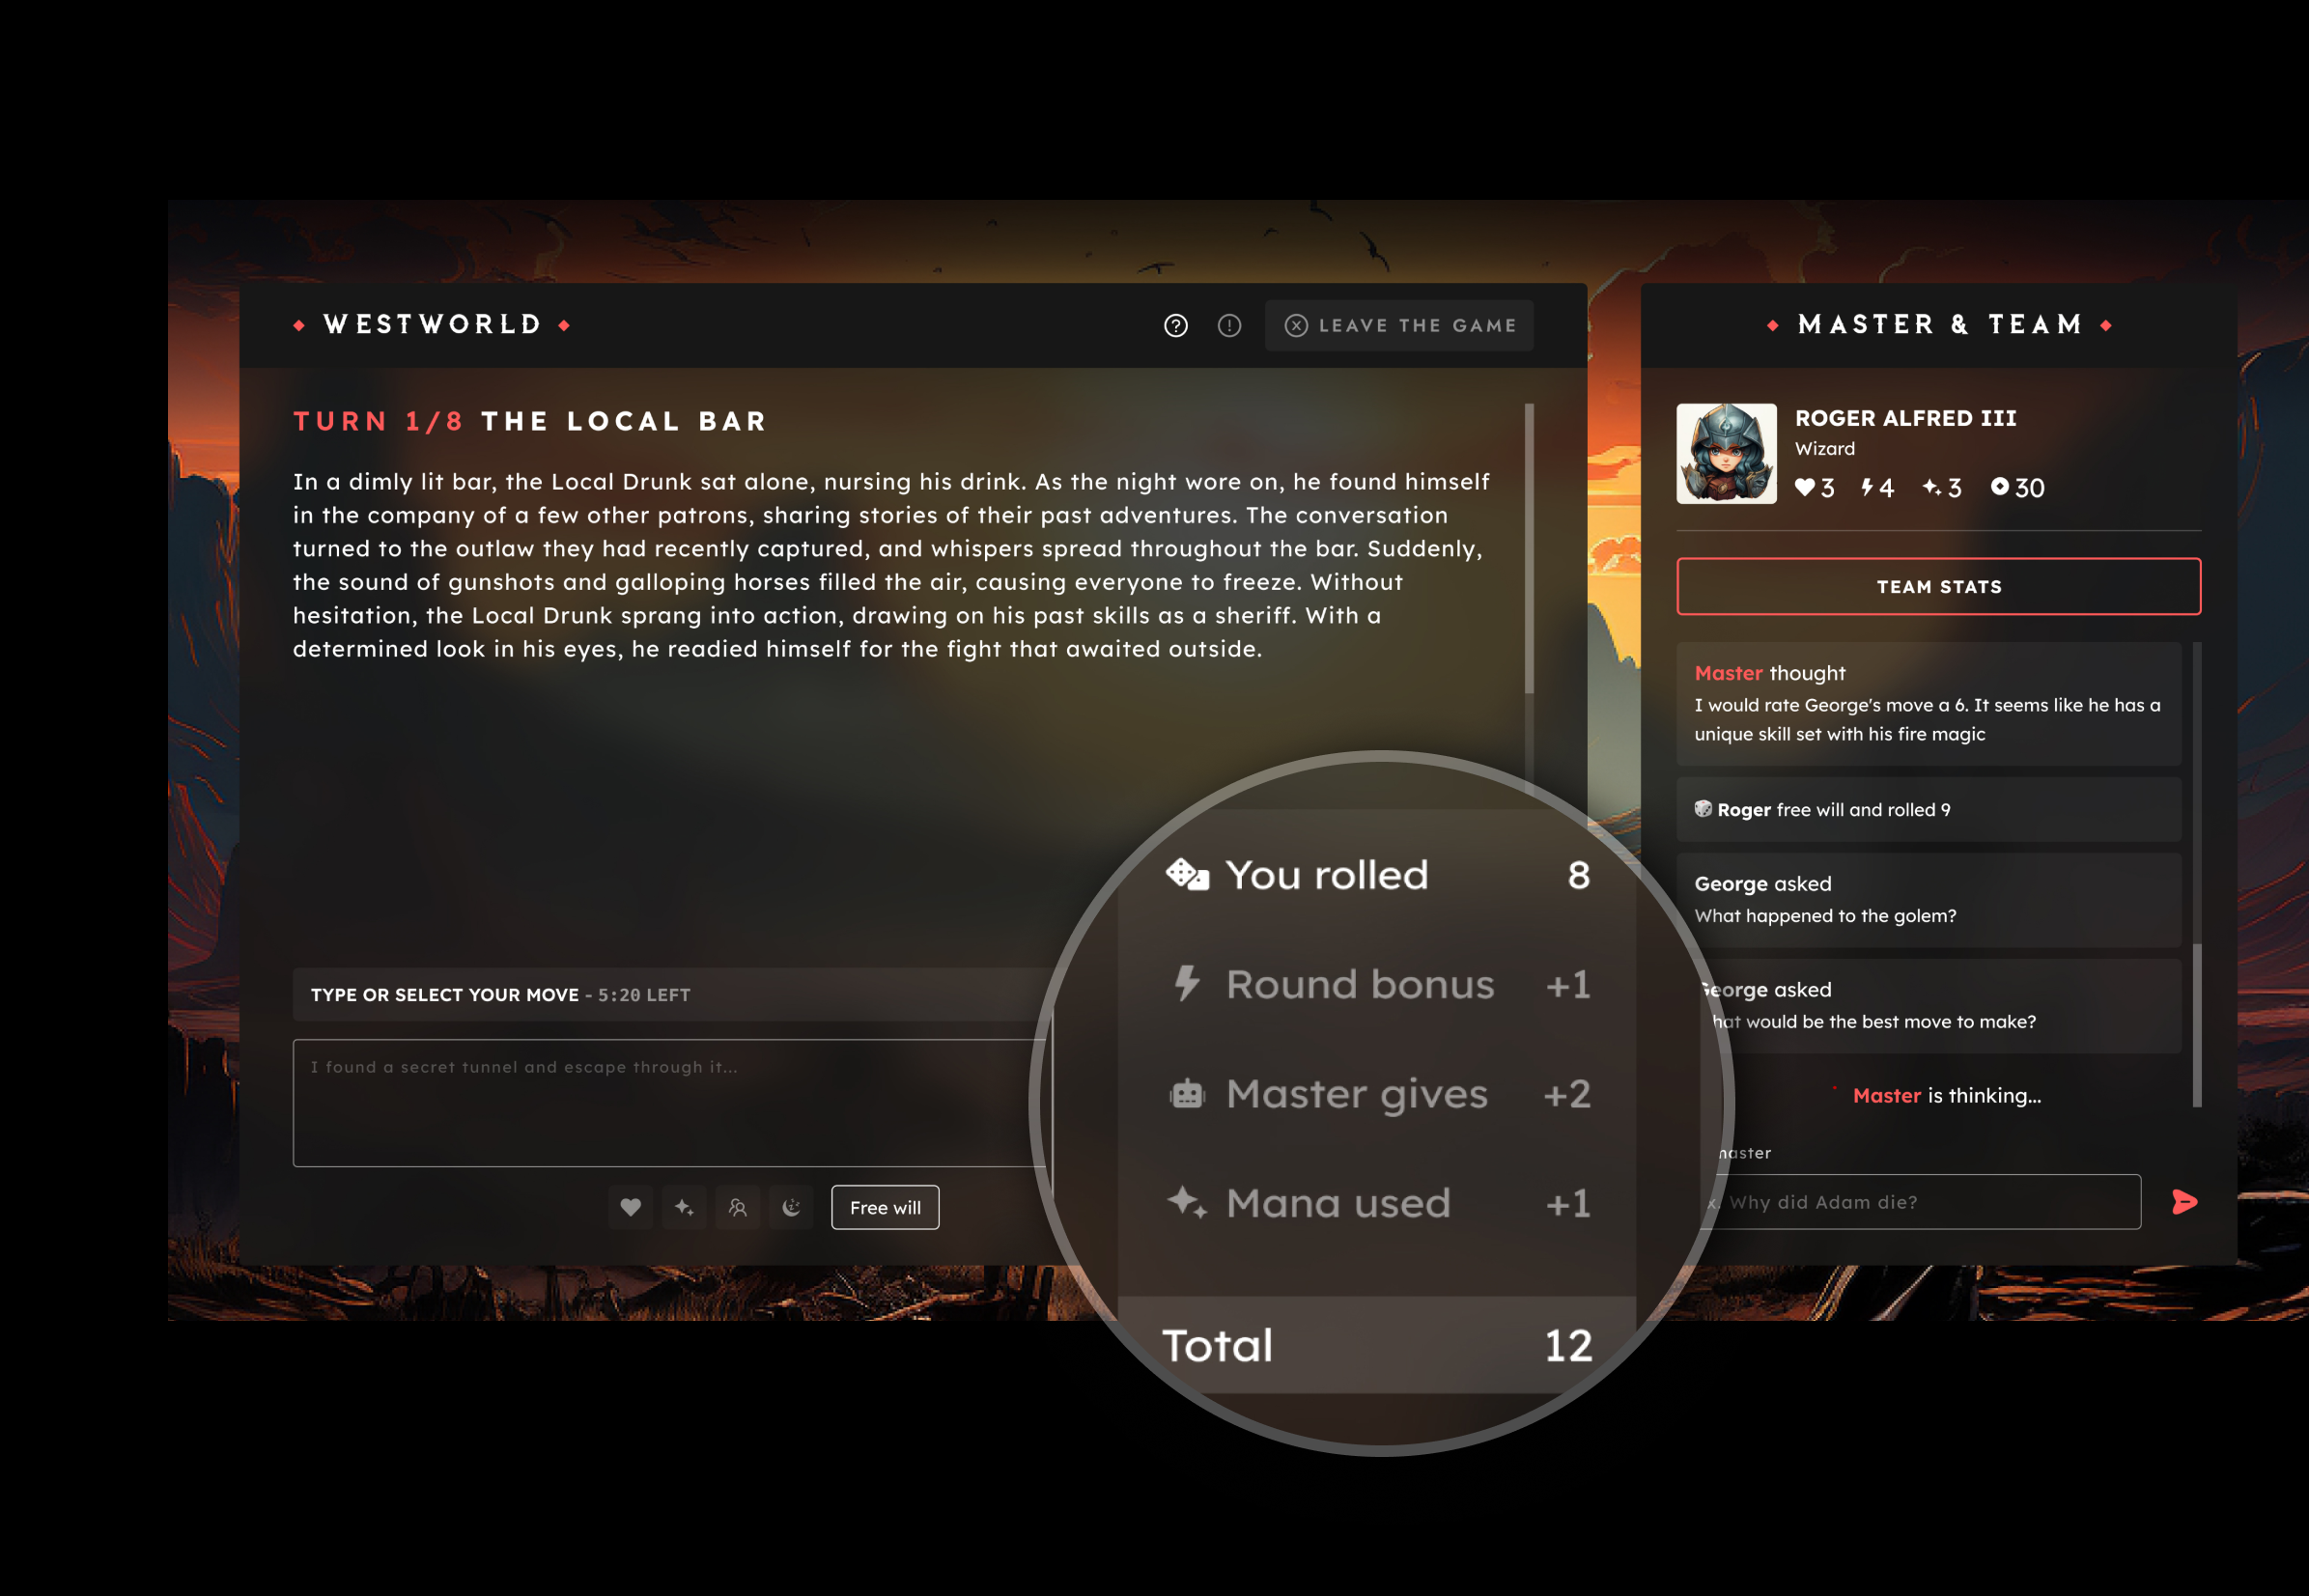 WESTWORLD
LEAVE THE GAME
TURN 1/8 THE LOCAL BAR
In a dimly lit bar, the Local Drunk sat alone, nursing his drink. As the night wore on, he found himself
in the company of a few other patrons, sharing stories of their past adventures. The conversation
turned to the outlaw they had recently captured, and whispers spread throughout the bar. Suddenly,
the sound of gunshots and galloping horses filled the air, causing everyone to freeze. Without
hesitation, the Local Drunk sprang into action, drawing on his past skills as a sheriff. With a
determined look in his eyes, he readied himself for the fight that awaited outside.
TYPE OR SELECT YOUR MOVE - 5:20 LEFT
I found a secret tunnel and escape through it...
Free will
You rolled 8
Round bonus +1
Master gives +2
Mana used +1
Total 12
MASTER & TEAM
ROGER ALFRED III
Wizard
3 4 3 30
TEAM STATS
Master thought
I would rate George's move a 6. It seems like he has a
unique skill set with his fire magic
Roger free will and rolled 9
George asked
What happened to the golem?
George asked
would be the best move to make?
Master is thinking...
Why did Adam die?